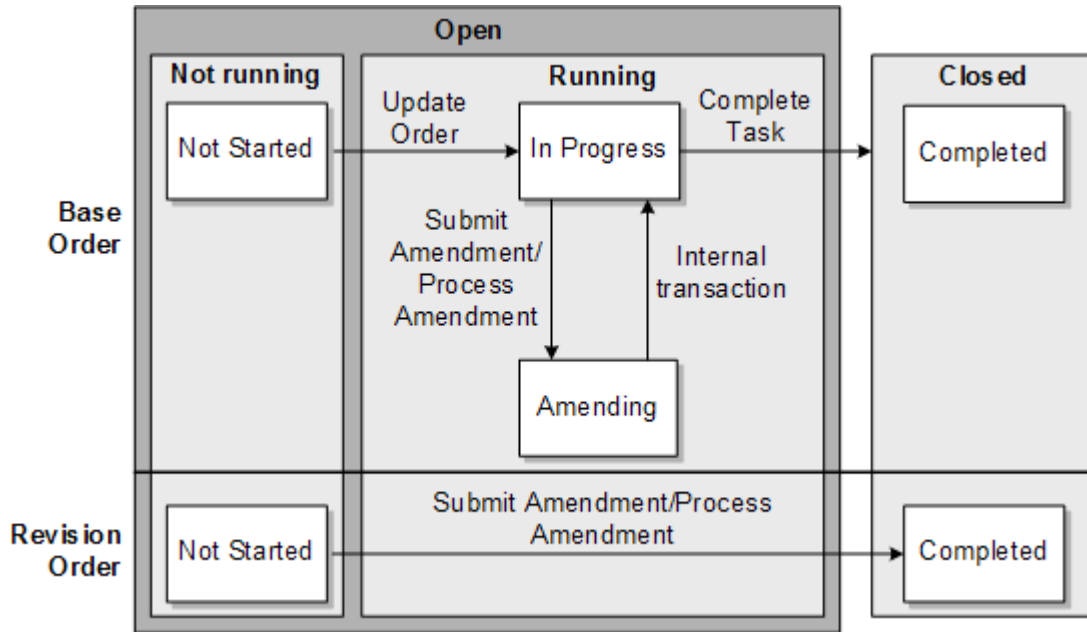 Open
Not running
Running
Closed
Not Started
Update
Order
In Progress
Complete
Task
Completed
Base
Order
Submit
Amendment/
Process
Amendment
Internal
transaction
Amending
Revision
Order
Not Started
Submit Amendment/Process
Amendment
Completed